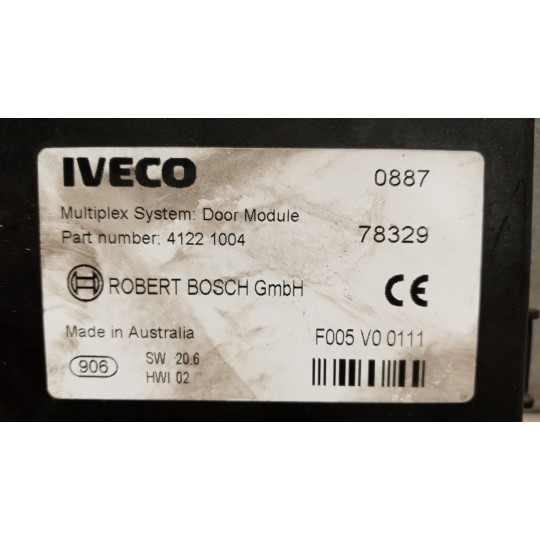 IVECO 0887
Multiplex System: Door Module
Part number: 4122 1004 78329
ROBERT BOSCH GmbH CE
Made in Australia F005 V0 0111
906 SW 20.6
HWI 02